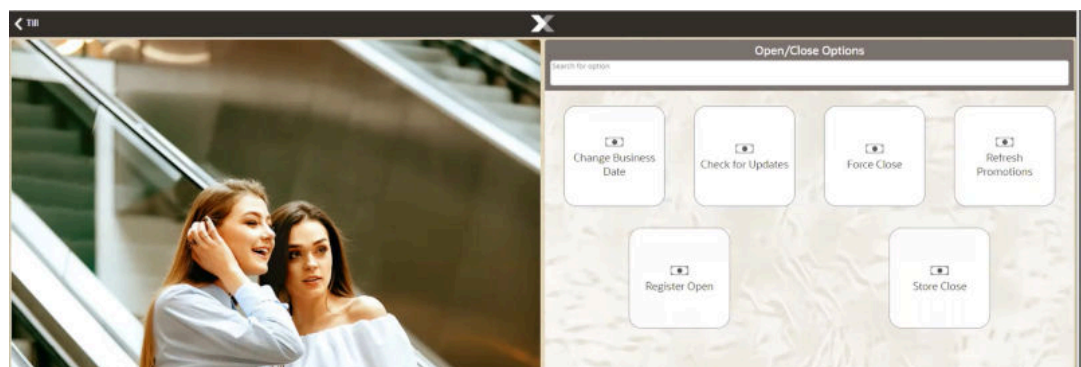 Till
Open/Close Options
Search for option
Change Business
Date
Check for Updates
Force Close
Refresh
Promotions
Register Open
Store Close